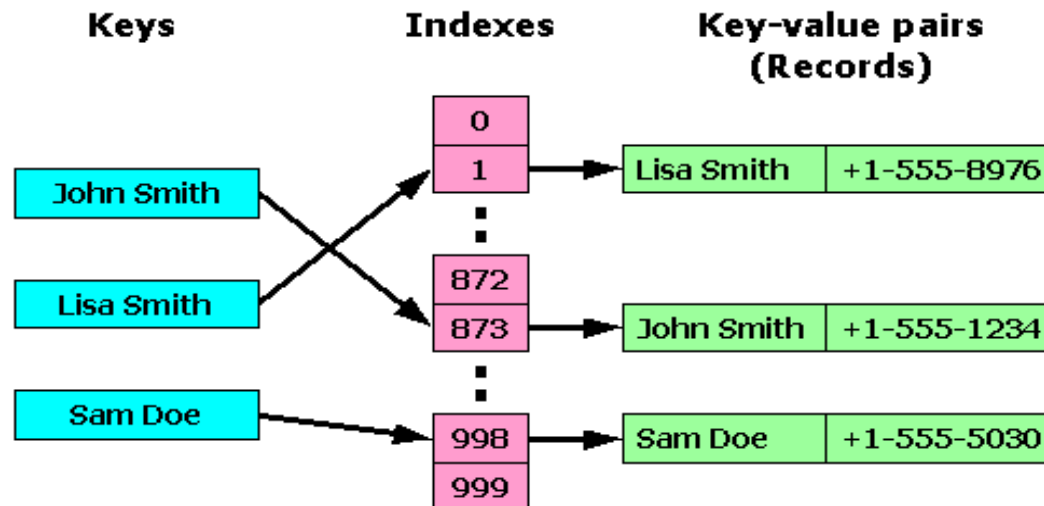 Keys
Indexes
Key-value pairs
(Records)
0
1
Lisa Smith
+1-555-8976
John Smith
Lisa Smith
872
873
John Smith
+1-555-1234
Sam Doe
998
Sam Doe
+1-555-5030
999